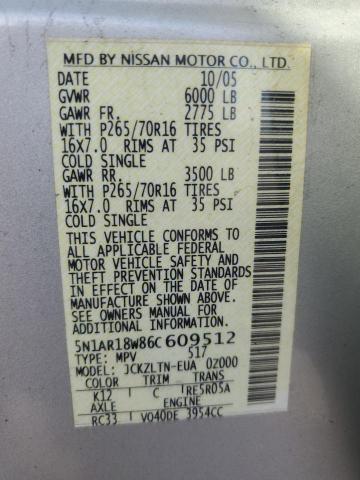 MFD BY NISSAN MOTOR CO., LTD.
DATE 10/05
GVWR 6000 LB
GAWR FR. 2775 LB
WITH P265/70R16 TIRES
16X7.0 RIMS AT 35 PSI
COLD SINGLE
GAWR RR. 3500 LB
WITH P265/70R16 TIRES
16X7.0 RIMS AT 35 PSI
COLD SINGLE
THIS VEHICLE CONFORMS TO
ALL APPLICABLE FEDERAL
MOTOR VEHICLE SAFETY AND
THEFT PREVENTION STANDARDS
IN EFFECT ON THE DATE OF
MANUFACTURE SHOWN ABOVE.
SEE OWNERS MANUAL FOR
ADDITIONAL INFORMATION
5N1AR18W86C609512
TYPE: MPV 517
MODEL: JCKZLTN-EUA 0Z000
COLOR TRIM TRANS
K12 C RE5R05A
AXLE ENGINE
RC33 VQ40DE 3954CC